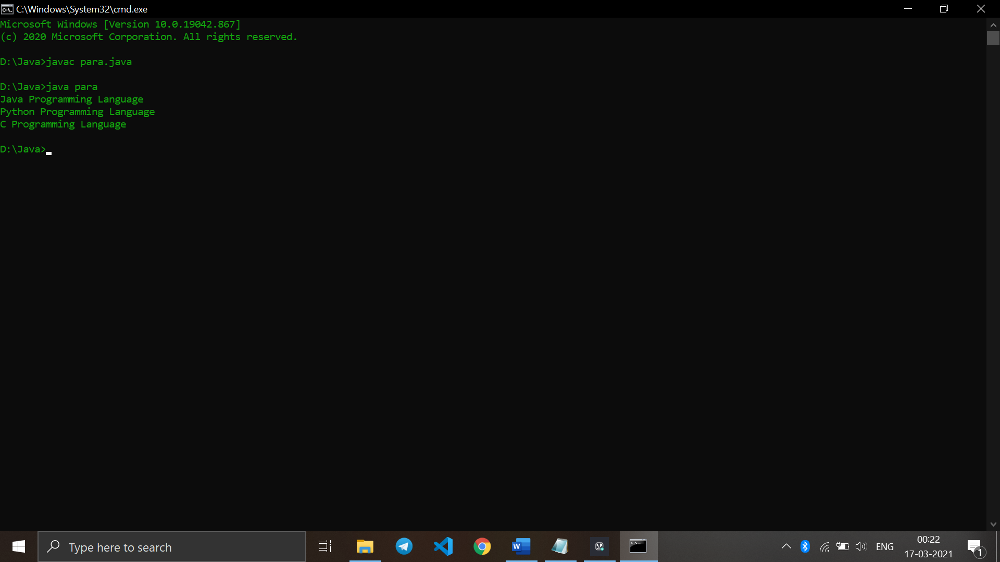 C:\Windows\System32\cmd.exe
Microsoft Windows [Version 10.0.19042.867]
(c) 2020 Microsoft Corporation. All rights reserved.
D:\Java>javac para.java
D:\Java>java para
Java Programming Language
Python Programming Language
C Programming Language
D:\Java>
Type here to search
ENG
00:22
17-03-2021
1